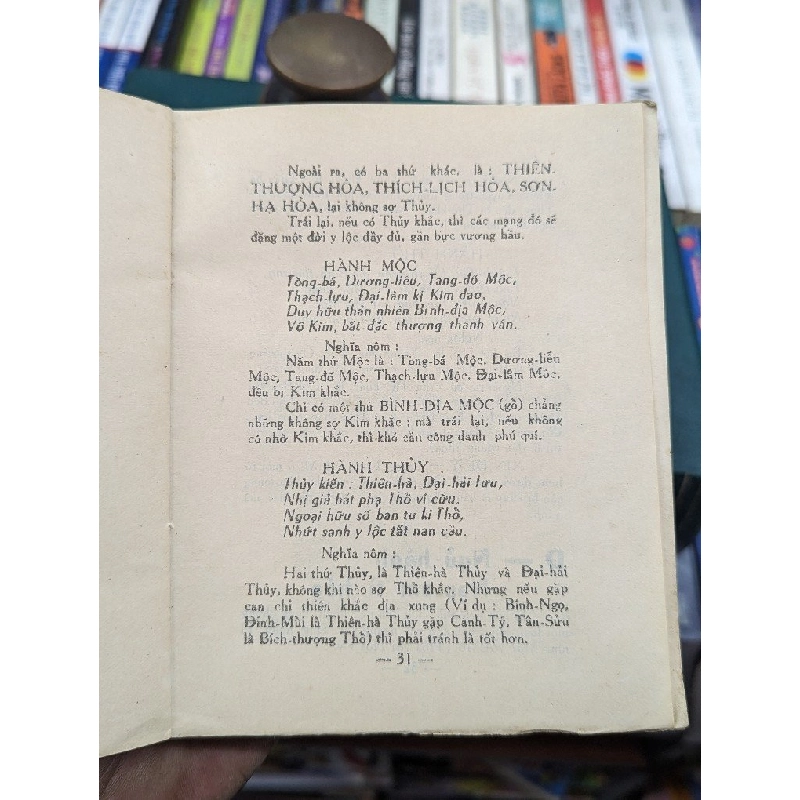 Ngoài ra, có ba thứ khác, là : THIÊN-
THƯỢNG HỎA, THÍCH-LỊCH HỎA, SƠN-
HẠ HỎA, lại không sợ Thủy.
Trái lại, nếu có Thủy khắc, thì các mạng đó sẽ
đặng một đời y lộc đầy đủ, gần bực vương hầu.
HÀNH MỘC
Tòng-bá, Dương-liễu, Tang-đố Mộc,
Thạch-lựu, Đại-lâm kị Kim đao,
Duy hữu thản nhiên Bình-địa Mộc,
Vô Kim, bất đắc thượng thanh vân.
Nghĩa nôm :
Năm thứ Mộc là : Tòng-bá Mộc, Dương-liễu
Mộc, Tang-đố Mộc, Thạch-lựu Mộc, Đại-lâm Mộc,
đều bị Kim khắc.
Chỉ có một thứ BÌNH-ĐỊA MỘC (gỗ) chẳng
những không sợ Kim khắc ; mà trái lại, nếu không
có nhờ Kim khắc, thì khó cầu công danh phú quí.
HÀNH THỦY
Thủy kiến : Thiên-hà, Đại-hải lưu,
Nhị giả bất phạ Thổ vi cừu.
Ngoại hữu số ban tu kị Thổ,
Nhứt sanh y lộc tất nan cầu.
Nghĩa nôm :
Hai thứ Thủy, là Thiên-hà Thủy và Đại-hải
Thủy, không khi nào sợ Thổ khắc. Nhưng nếu gặp
can chi thiên khắc địa xung (Ví dụ : Bính-Ngọ,
Đinh-Mùi là Thiên-hà Thủy gặp Canh-Tý, Tân-Sửu
là Bích-thượng Thổ) thì phải tránh là tốt hơn.
— 31 —